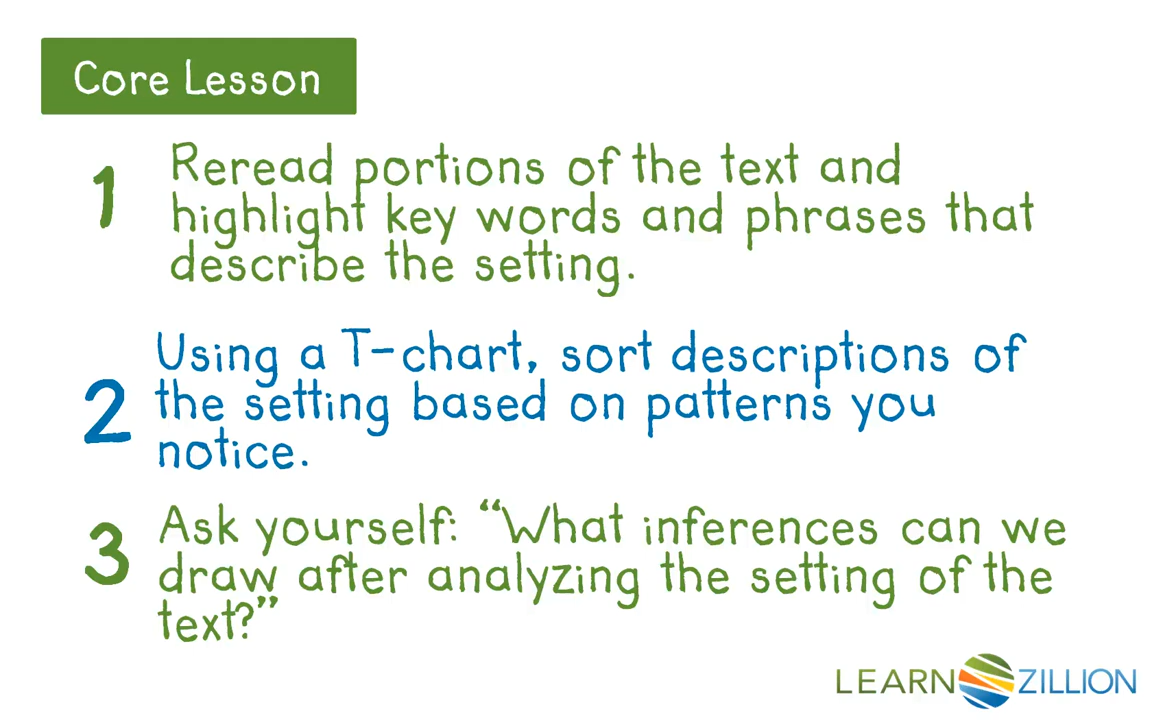 Core Lesson
1 Reread portions of the text and
highlight key words and phrases that
describe the setting.
2 Using a T-chart, sort descriptions of
the setting based on patterns you
notice.
3 Ask yourself: “What inferences can we
draw after analyzing the setting of the
text?”
LEARN ZILLION